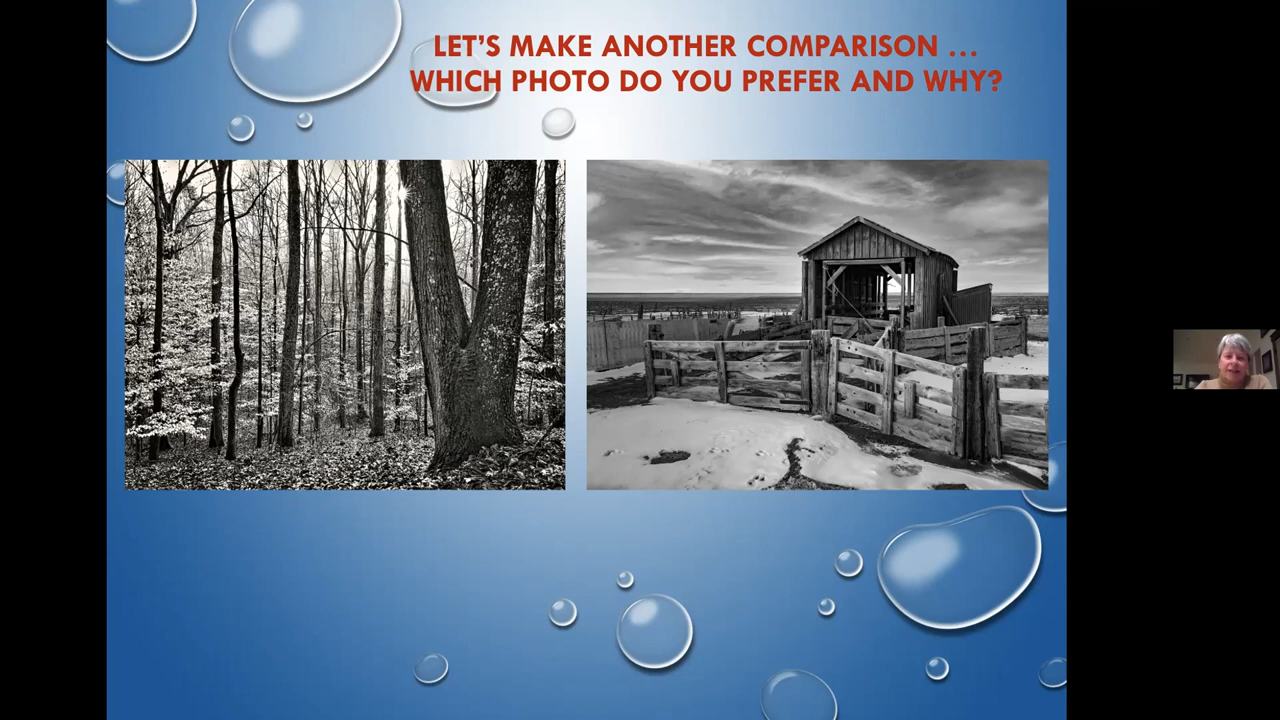 LET’S MAKE ANOTHER COMPARISON …
WHICH PHOTO DO YOU PREFER AND WHY?